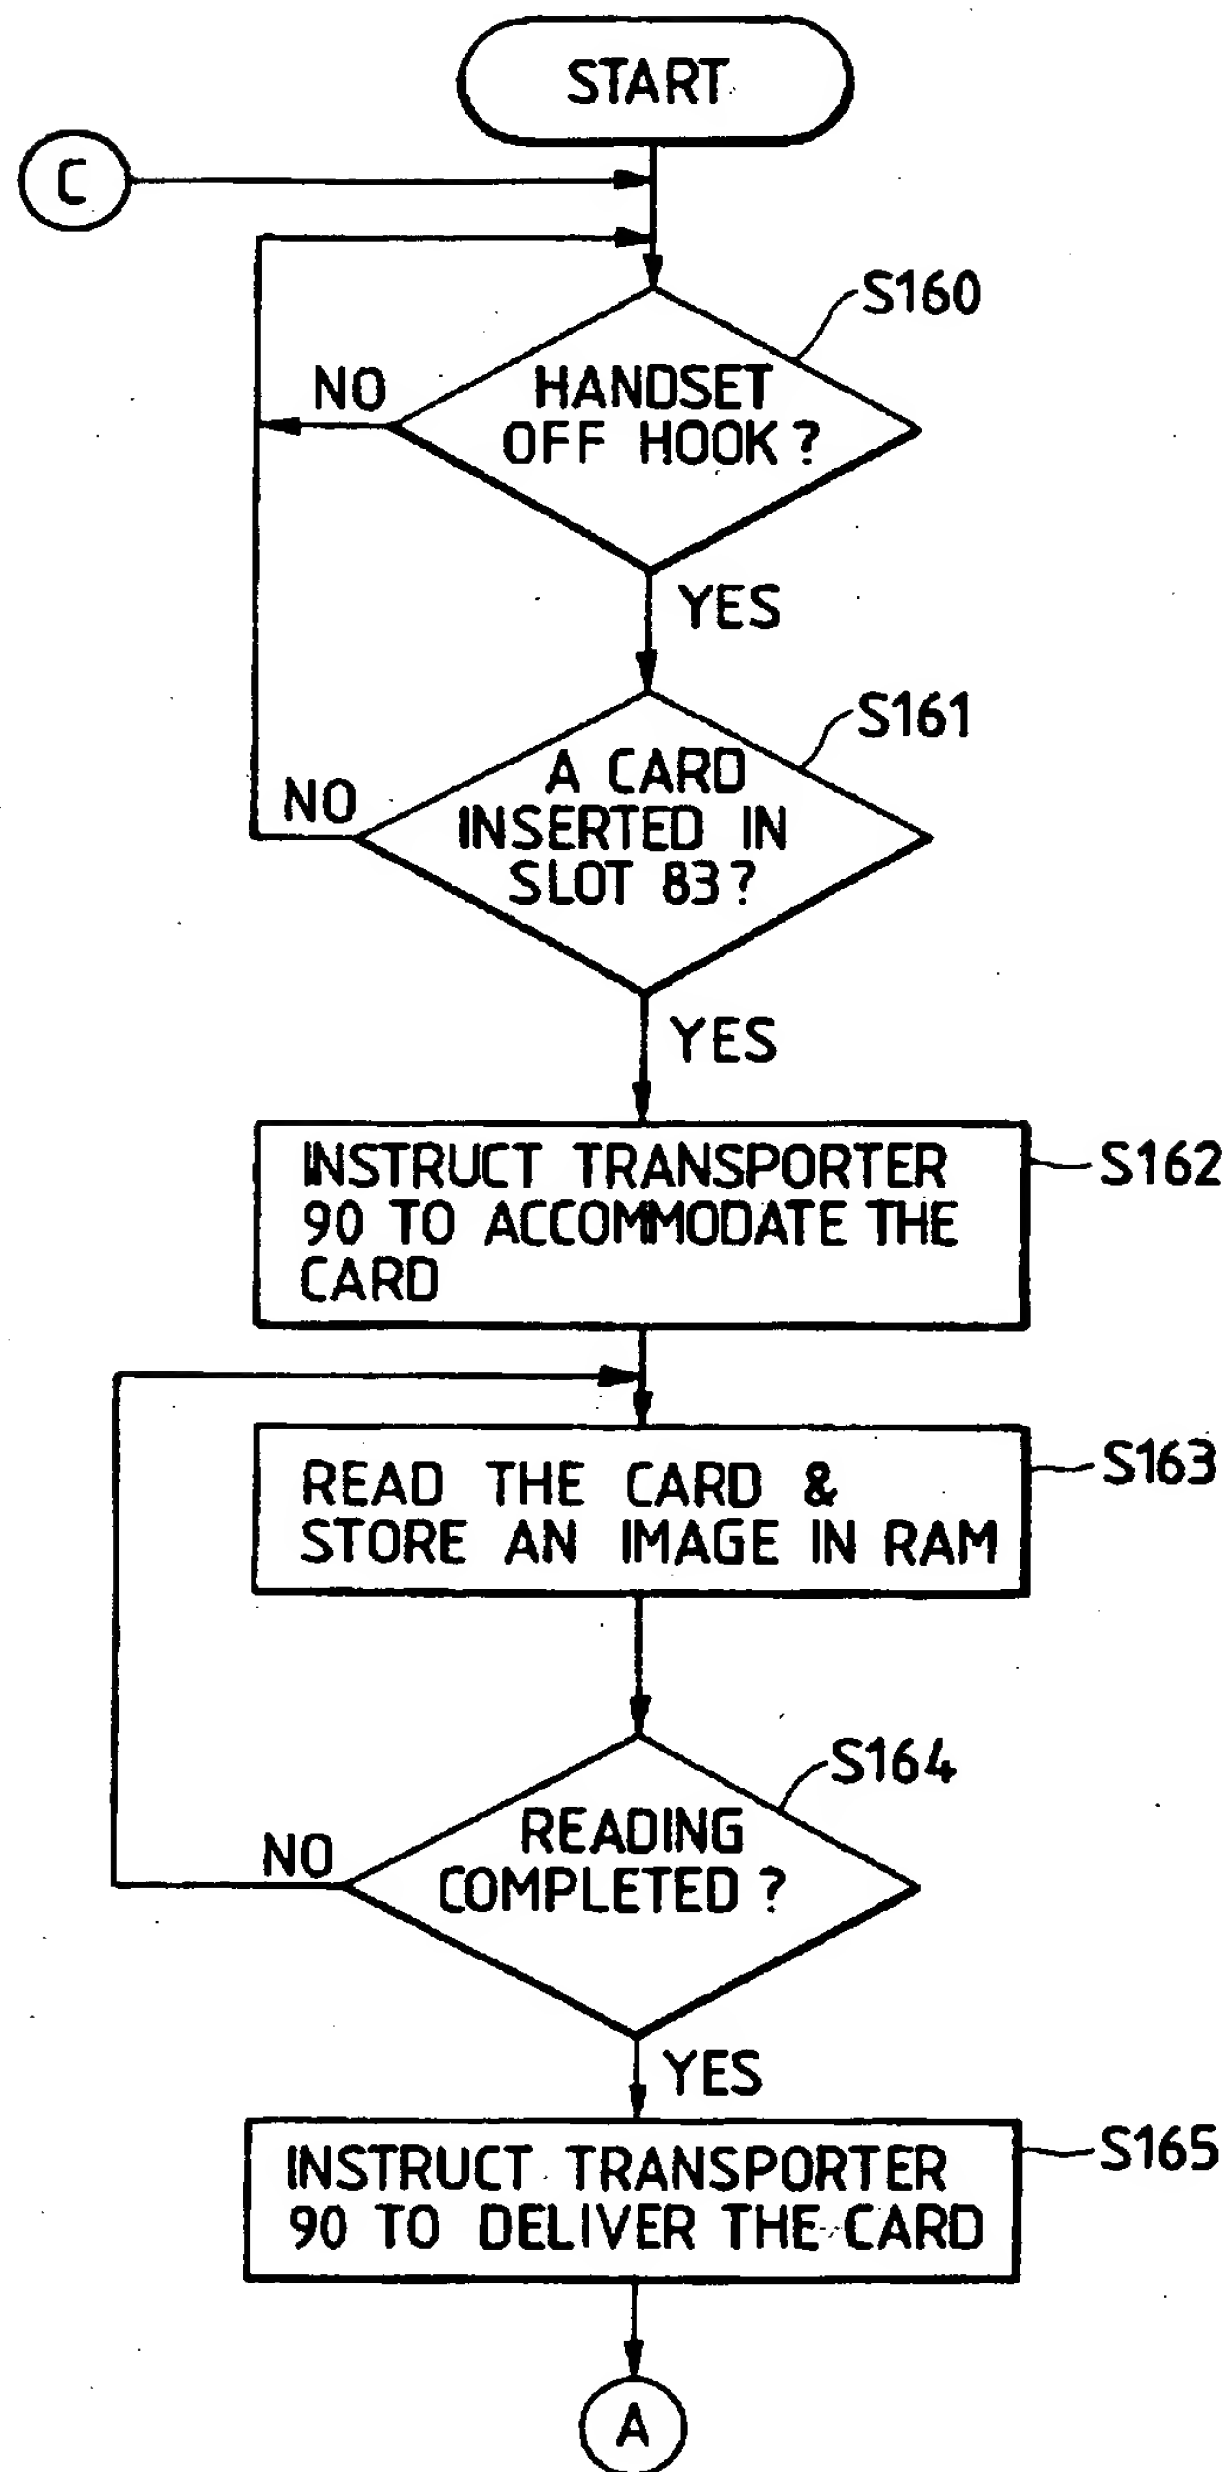 START
C
S160
HANDSET
OFF HOOK?
NO
YES
S161
A CARD
INSERTED IN
SLOT 83?
NO
YES
INSTRUCT TRANSPORTER
90 TO ACCOMMODATE THE
CARD
S162
READ THE CARD &
STORE AN IMAGE IN RAM
S163
S164
READING
COMPLETED?
NO
YES
INSTRUCT TRANSPORTER
90 TO DELIVER THE CARD
S165
A